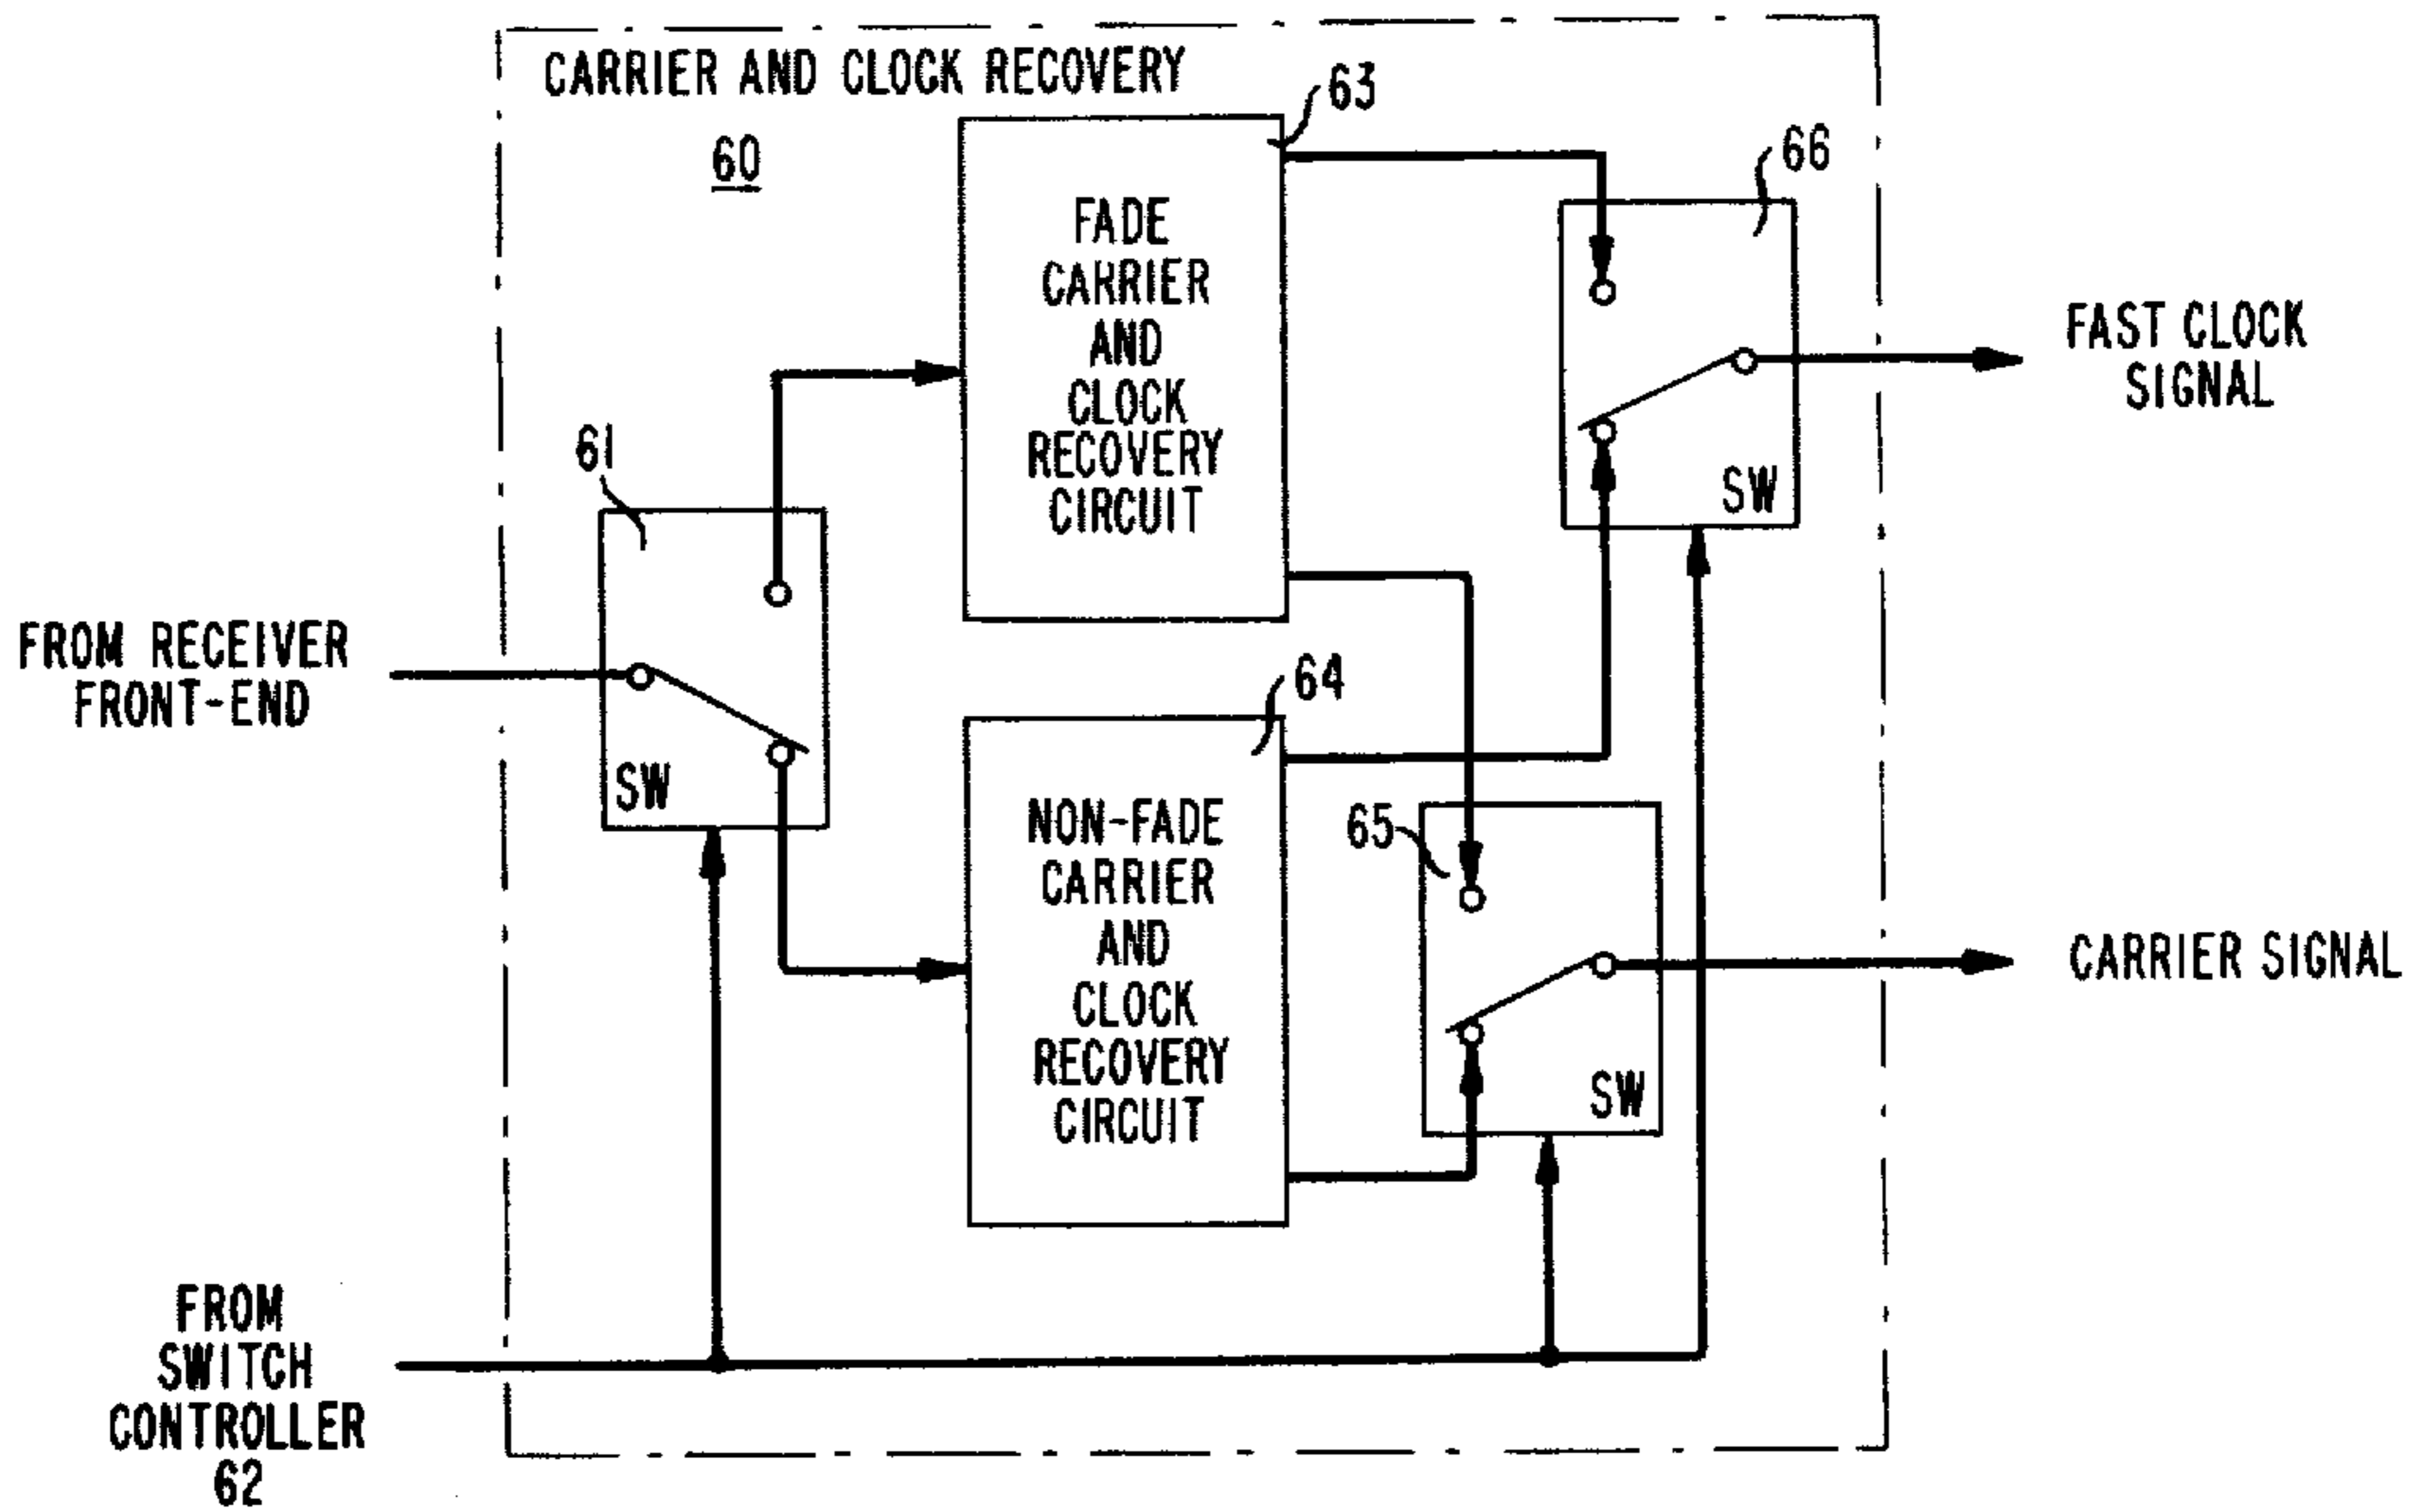 CARRIER AND CLOCK RECOVERY
60
63
66
FADE
CARRIER
AND
CLOCK
RECOVERY
CIRCUIT
SW
FAST CLOCK
SIGNAL
61
SW
FROM RECEIVER
FRONT-END
64
NON-FADE
CARRIER
AND
CLOCK
RECOVERY
CIRCUIT
65
SW
CARRIER SIGNAL
FROM
SWITCH
CONTROLLER
62